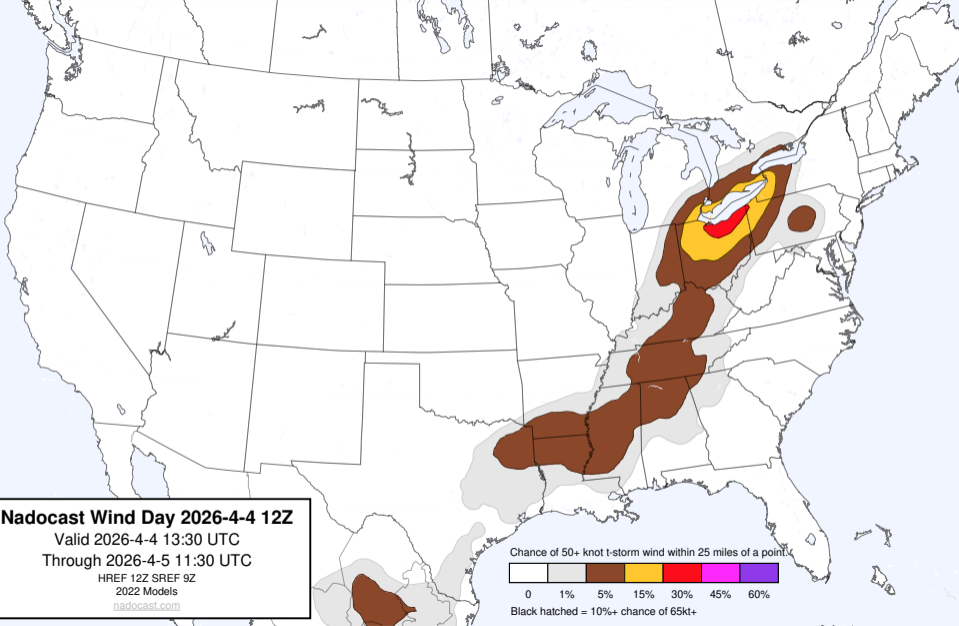 Nadocast Wind Day 2026-4-4 12Z
Valid 2026-4-4 13:30 UTC
Through 2026-4-5 11:30 UTC
HREF 12Z SREF 9Z
2022 Models
nadocast.com
Chance of 50+ knot t-storm wind within 25 miles of a point.
0 1% 5% 15% 30% 45% 60%
Black hatched = 10%+ chance of 65kt+